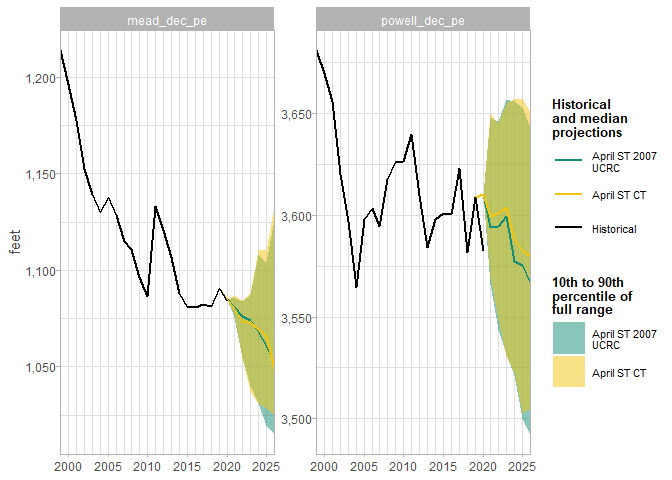 mead_dec_pe
powell_dec_pe
feet
1,200
1,150
1,100
1,050
3,650
3,600
3,550
3,500
2000 2005 2010 2015 2020 2025
2000 2005 2010 2015 2020 2025
Historical
and median
projections
April ST 2007
UCRC
April ST CT
Historical
10th to 90th
percentile of
full range
April ST 2007
UCRC
April ST CT